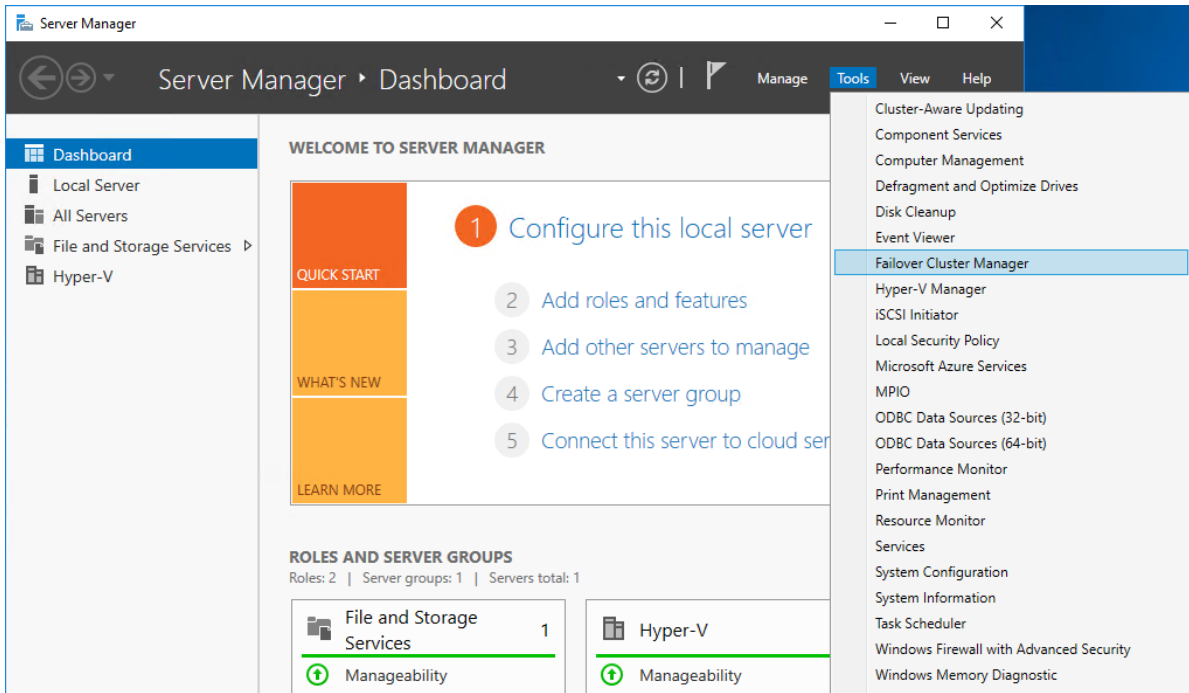 Server Manager
Server Manager ‣ Dashboard
Manage
Tools
View
Help
Dashboard
Local Server
All Servers
File and Storage Services
Hyper-V
WELCOME TO SERVER MANAGER
QUICK START
WHAT'S NEW
LEARN MORE
1 Configure this local server
2 Add roles and features
3 Add other servers to manage
4 Create a server group
5 Connect this server to cloud ser
ROLES AND SERVER GROUPS
Roles: 2 | Server groups: 1 | Servers total: 1
File and Storage
Services
1
Manageability
Hyper-V
Manageability
Cluster-Aware Updating
Component Services
Computer Management
Defragment and Optimize Drives
Disk Cleanup
Event Viewer
Failover Cluster Manager
Hyper-V Manager
iSCSI Initiator
Local Security Policy
Microsoft Azure Services
MPIO
ODBC Data Sources (32-bit)
ODBC Data Sources (64-bit)
Performance Monitor
Print Management
Resource Monitor
Services
System Configuration
System Information
Task Scheduler
Windows Firewall with Advanced Security
Windows Memory Diagnostic